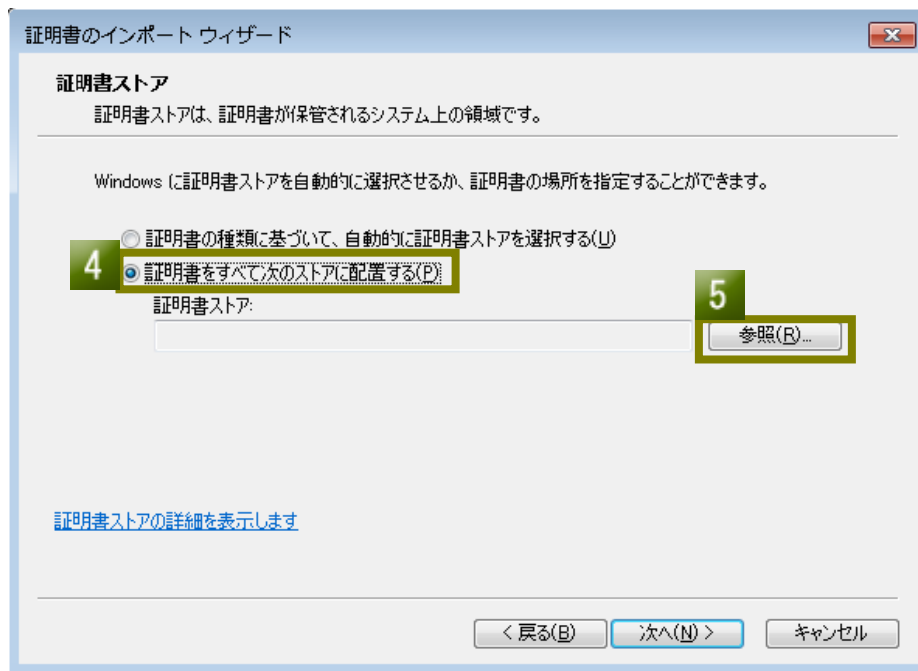 証明書のインポート ウィザード
証明書ストア
証明書ストアは、証明書が保管されるシステム上の領域です。
Windows に証明書ストアを自動的に選択させるか、証明書の場所を指定することができます。
証明書の種類に基づいて、自動的に証明書ストアを選択する(U)
4 証明書をすべて次のストアに配置する(P)
証明書ストア:
5
参照(R)...
証明書ストアの詳細を表示します
< 戻る(B) 次へ(N) > キャンセル